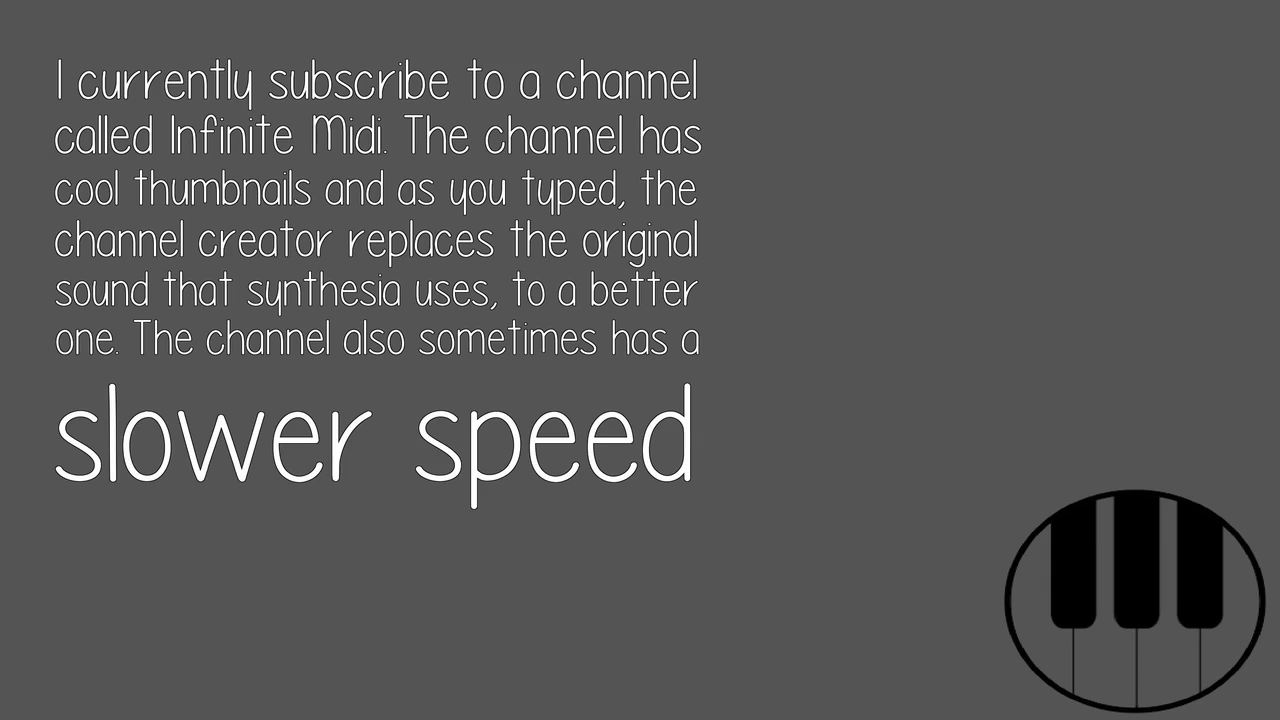 I currently subscribe to a channel
called Infinite Midi. The channel has
cool thumbnails and as you typed, the
channel creator replaces the original
sound that synthesia uses, to a better
one. The channel also sometimes has a
slower speed